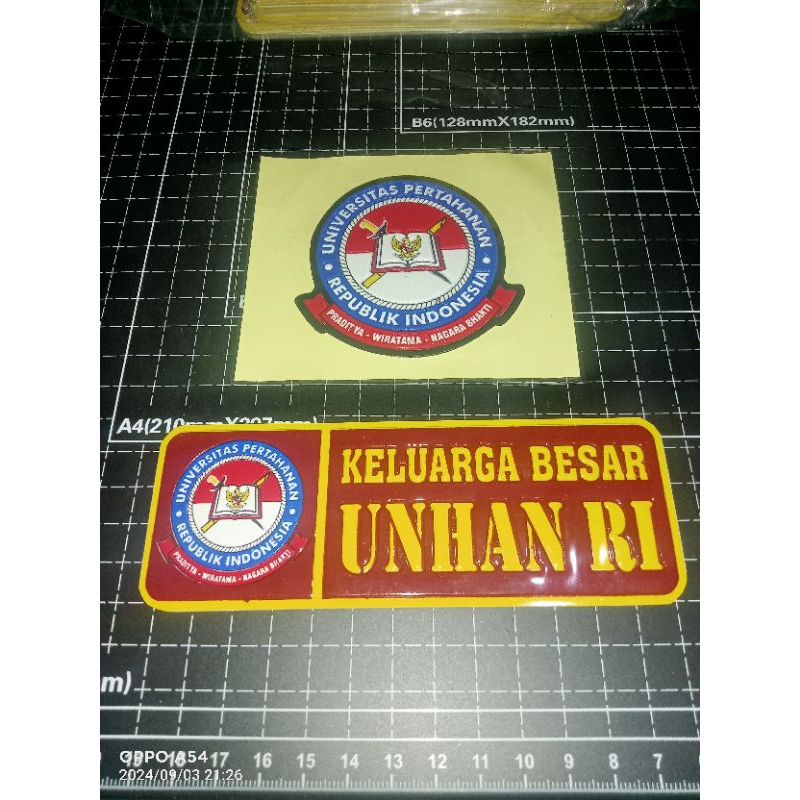 B6(128mmX182mm)
UNIVERSITAS PERTAHANAN
REPUBLIK INDONESIA
PRADITYA - WIRATAMA - NAGARA BHAKTI
A4(210mmX297mm)
UNIVERSITAS PERTAHANAN
REPUBLIK INDONESIA
PRADITYA - WIRATAMA - NAGARA BHAKTI
KELUARGA BESAR
UNHAN RI
m)
17 16 15 14 13 12 11 10 9 8 7
OPPO A54
2024/09/03 21:26